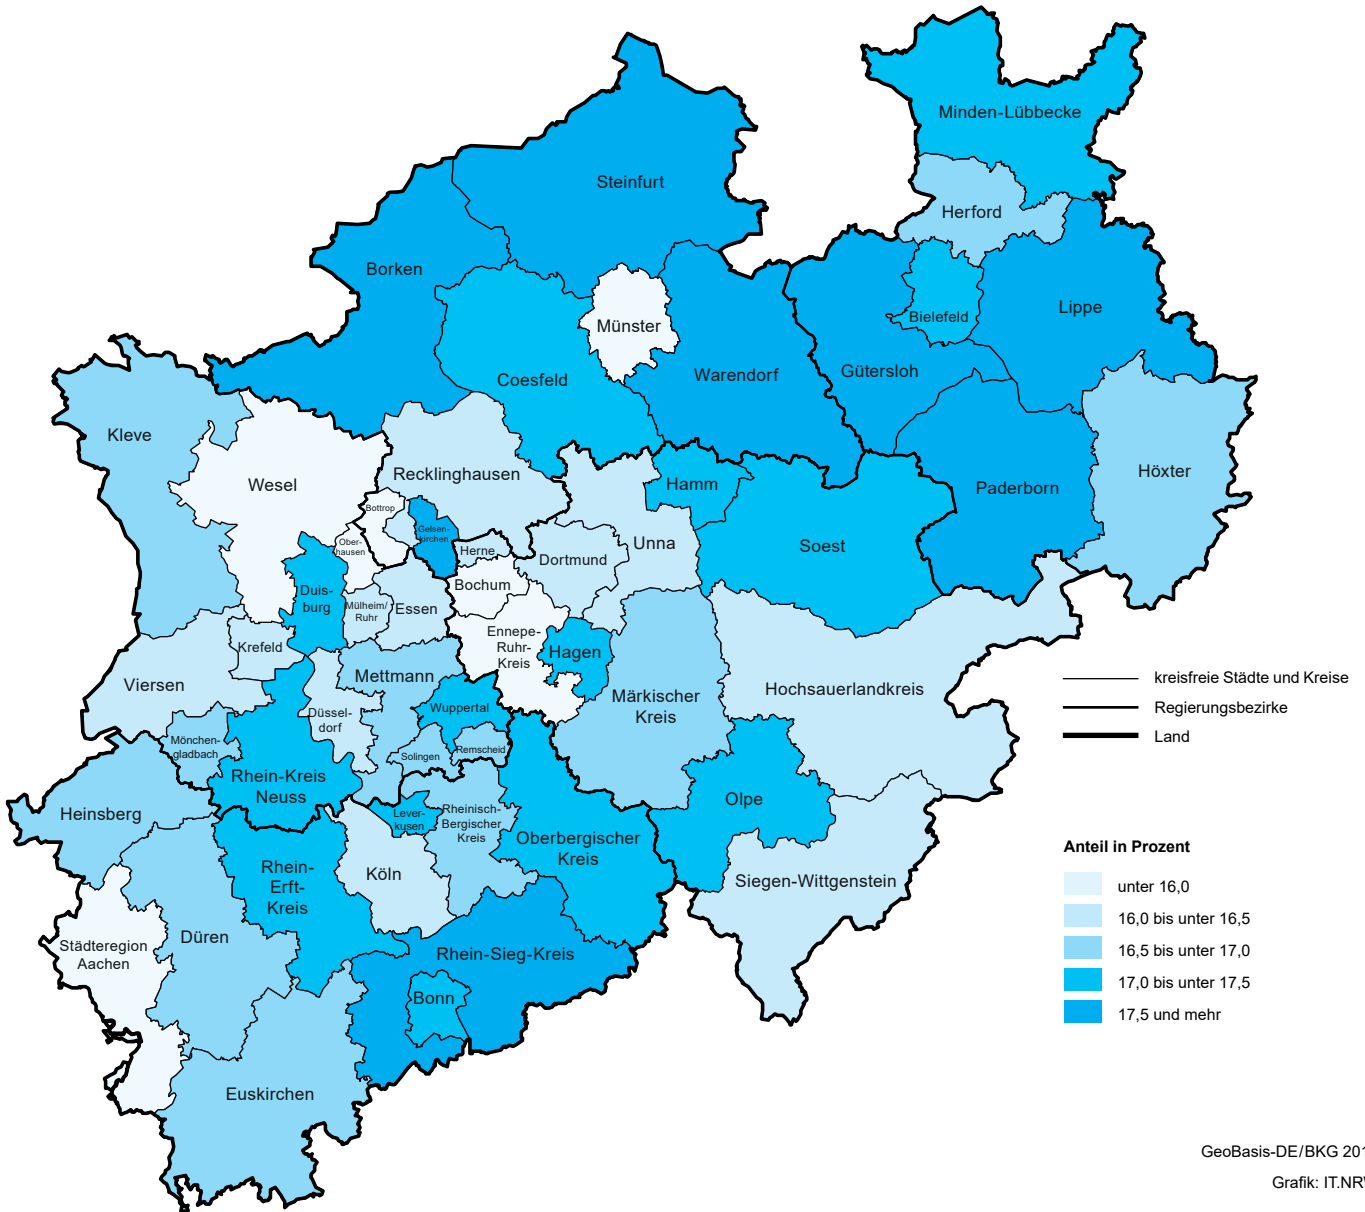 Minden-Lübbecke
Steinfurt
Herford
Borken
Lippe
Bielefeld
Münster
Warendorf
Gütersloh
Coesfeld
Kleve
Recklinghausen
Höxter
Wesel
Hamm
Paderborn
Bottrop
Gelsen-
kirchen
Ober-
hausen
Herne
Dortmund
Unna
Soest
Duis-
burg
Mülheim/
Ruhr
Essen
Bochum
Ennepe-
Ruhr-
Kreis
Hagen
Krefeld
Viersen
Mettmann
Märkischer
Kreis
Hochsauerlandkreis
Düssel-
dorf
Wuppertal
Mönchen-
gladbach
Solingen
Remscheid
Rhein-Kreis
Neuss
Heinsberg
Lever-
kusen
Rheinisch-
Bergischer
Kreis
Oberbergischer
Kreis
Olpe
Rhein-
Erft-
Kreis
Köln
Siegen-Wittgenstein
Städteregion
Aachen
Düren
Rhein-Sieg-Kreis
Bonn
Euskirchen
kreisfreie Städte und Kreise
Regierungsbezirke
Land
Anteil in Prozent
unter 16,0
16,0 bis unter 16,5
16,5 bis unter 17,0
17,0 bis unter 17,5
17,5 und mehr
GeoBasis-DE/BKG 201
Grafik: IT.NR